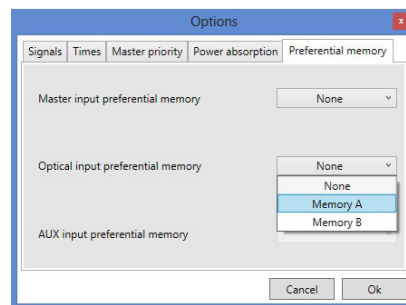 Options
x
Signals Times Master priority Power absorption Preferential memory
Master input preferential memory None
Optical input preferential memory None
None
Memory A
Memory B
AUX input preferential memory
Cancel Ok